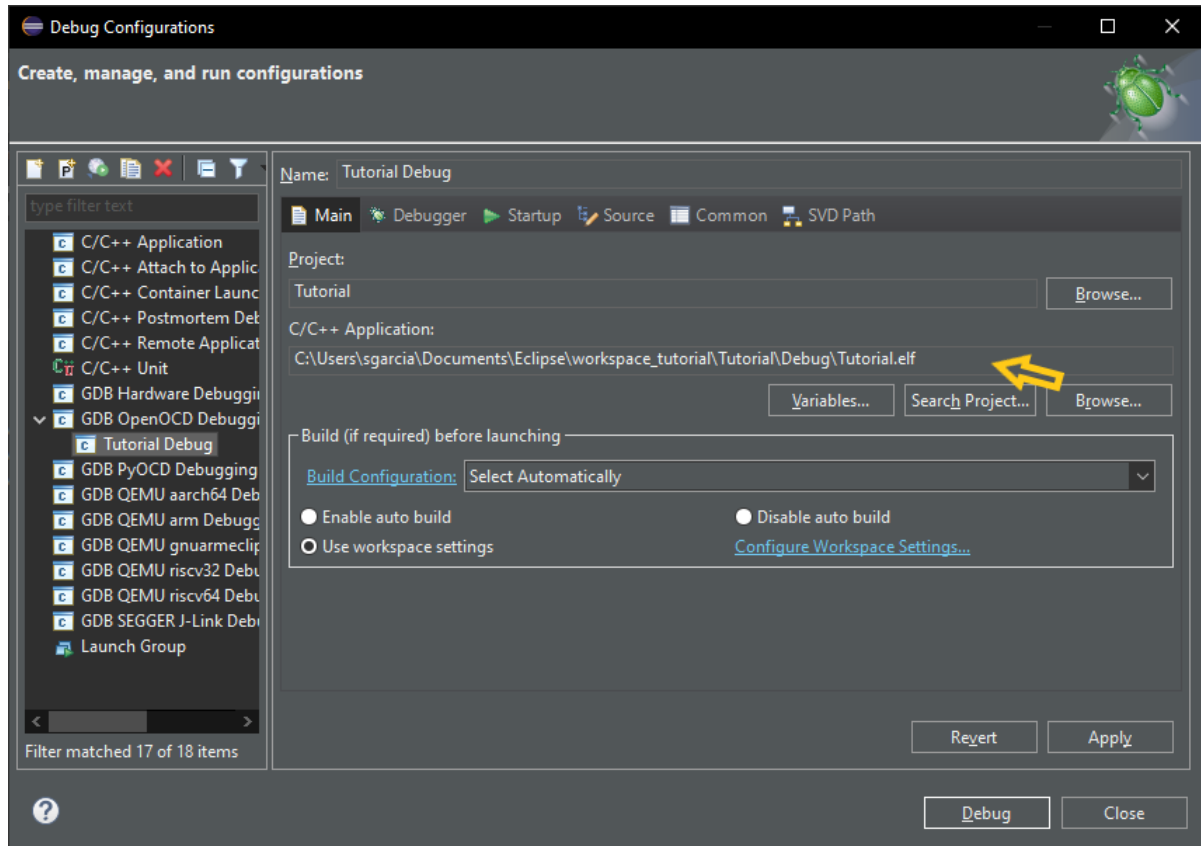 Debug Configurations
Create, manage, and run configurations
Name: Tutorial Debug
type filter text
Main Debugger Startup Source Common SVD Path
C/C++ Application
C/C++ Attach to Applic
C/C++ Container Launc
C/C++ Postmortem Deb
C/C++ Remote Applicat
C/C++ Unit
GDB Hardware Debuggi
GDB OpenOCD Debuggi
Tutorial Debug
GDB PyOCD Debugging
GDB QEMU aarch64 Deb
GDB QEMU arm Debugg
GDB QEMU gnuarmeclip
GDB QEMU riscv32 Debu
GDB QEMU riscv64 Debu
GDB SEGGER J-Link Debu
Launch Group
Filter matched 17 of 18 items
Project:
Tutorial
Browse...
C/C++ Application:
C:\Users\sgarcia\Documents\Eclipse\workspace_tutorial\Tutorial\Debug\Tutorial.elf
Variables... Search Project... Browse...
Build (if required) before launching
Build Configuration: Select Automatically
Enable auto build Disable auto build
Use workspace settings Configure Workspace Settings...
Revert Apply
Debug Close